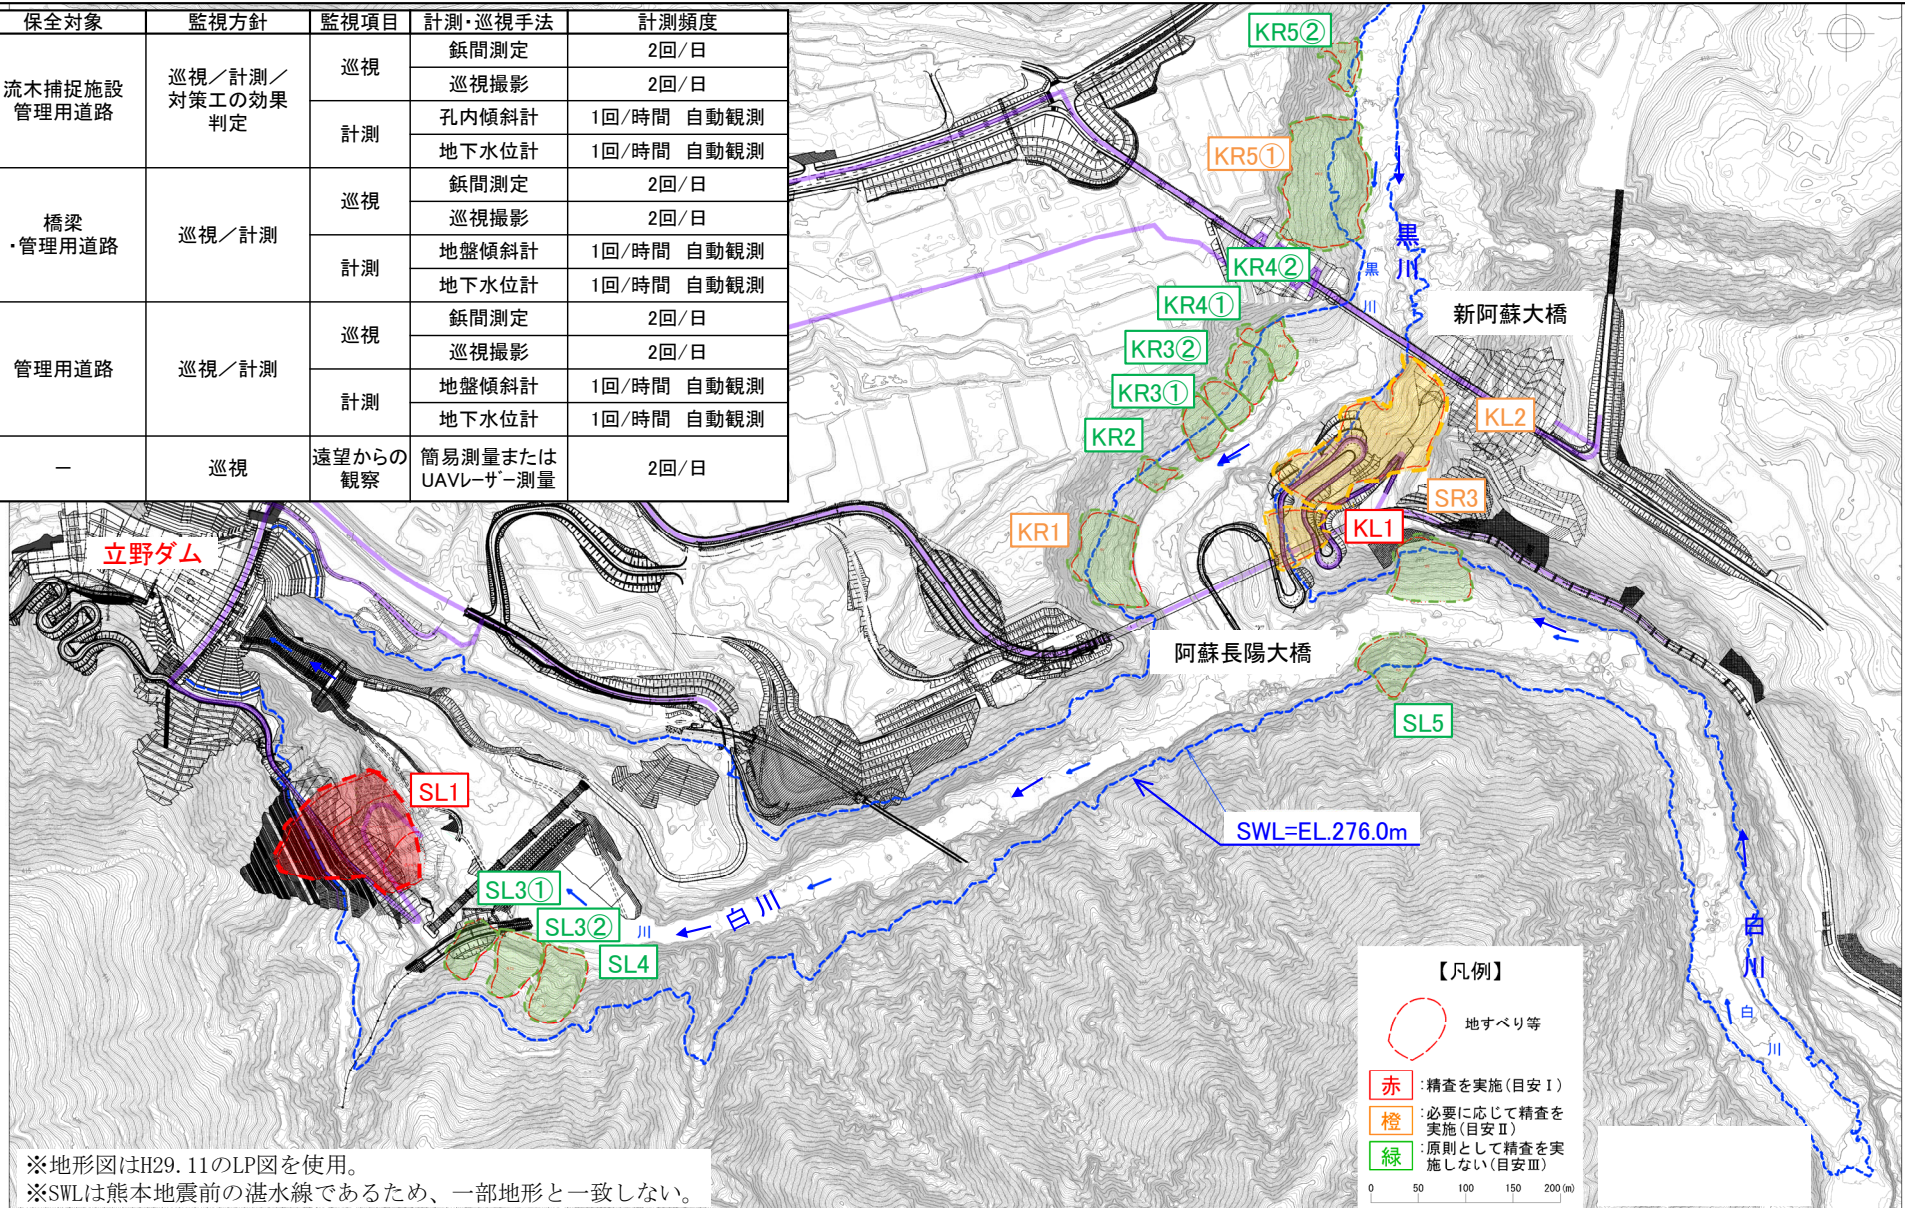 保全対象 監視方針 監視項目 計測・巡視手法 計測頻度
流木捕捉施設
管理用道路
巡視／計測／
対策工の効果
判定
巡視
鋲間測定 2回/日
巡視撮影 2回/日
計測
孔内傾斜計 1回/時間 自動観測
地下水位計 1回/時間 自動観測
橋梁
・管理用道路
巡視／計測
巡視
鋲間測定 2回/日
巡視撮影 2回/日
計測
地盤傾斜計 1回/時間 自動観測
地下水位計 1回/時間 自動観測
管理用道路
巡視／計測
巡視
鋲間測定 2回/日
巡視撮影 2回/日
計測
地盤傾斜計 1回/時間 自動観測
地下水位計 1回/時間 自動観測
－
巡視
遠望からの
観察
簡易測量または
UAVレーザー測量
2回/日
KR5②
KR5①
黒川
黒
川
KR4②
KR4①
新阿蘇大橋
KR3②
KR3①
KL2
KR2
SR3
KR1
KL1
立野ダム
阿蘇長陽大橋
SL5
SL1
SWL=EL.276.0m
SL3①
SL3②
白川
川
SL4
白川
白
川
【凡例】
地すべり等
赤 :精査を実施(目安Ⅰ)
橙 :必要に応じて精査を
実施(目安Ⅱ)
緑 :原則として精査を実
施しない(目安Ⅲ)
0 50 100 150 200(m)
※地形図はH29.11のLP図を使用。
※SWLは熊本地震前の湛水線であるため、一部地形と一致しない。